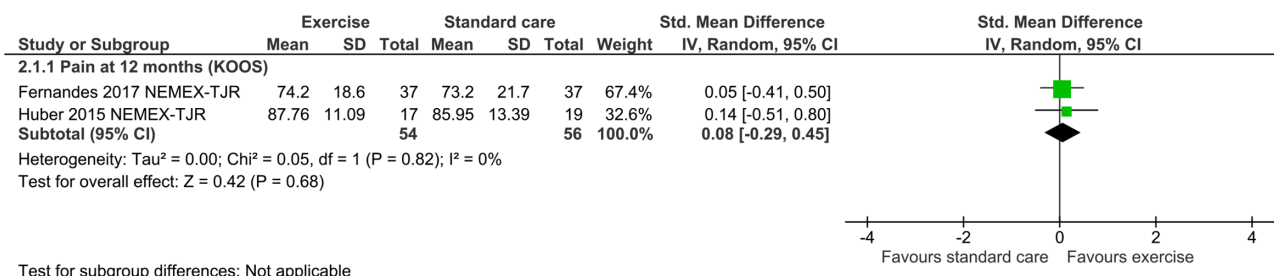 Exercise Standard care Std. Mean Difference Std. Mean Difference
Study or Subgroup Mean SD Total Mean SD Total Weight IV, Random, 95% CI IV, Random, 95% CI
2.1.1 Pain at 12 months (KOOS)
Fernandes 2017 NEMEX-TJR 74.2 18.6 37 73.2 21.7 37 67.4% 0.05 [-0.41, 0.50]
Huber 2015 NEMEX-TJR 87.76 11.09 17 85.95 13.39 19 32.6% 0.14 [-0.51, 0.80]
Subtotal (95% CI) 54 56 100.0% 0.08 [-0.29, 0.45]
Heterogeneity: Tau² = 0.00; Chi² = 0.05, df = 1 (P = 0.82); I² = 0%
Test for overall effect: Z = 0.42 (P = 0.68)
-4 -2 0 2 4
Favours standard care Favours exercise
Test for subgroup differences: Not applicable